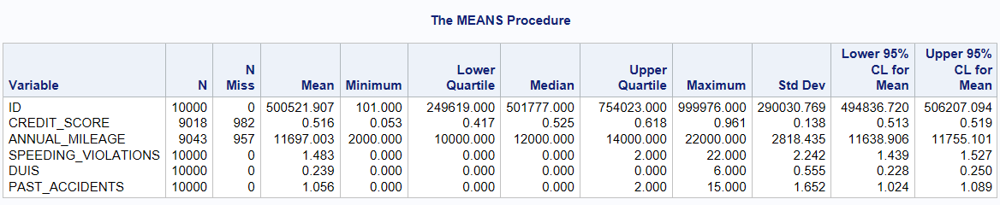 The MEANS Procedure
Variable N N Miss Mean Minimum Lower Quartile Median Upper Quartile Maximum Std Dev Lower 95% CL for Mean Upper 95% CL for Mean
ID 10000 0 500521.907 101.000 249619.000 501777.000 754023.000 999976.000 290030.769 494836.720 506207.094
CREDIT_SCORE 9018 982 0.516 0.053 0.417 0.525 0.618 0.961 0.138 0.513 0.519
ANNUAL_MILEAGE 9043 957 11697.003 2000.000 10000.000 12000.000 14000.000 22000.000 2818.435 11638.906 11755.101
SPEEDING_VIOLATIONS 10000 0 1.483 0.000 0.000 0.000 2.000 22.000 2.242 1.439 1.527
DUIS 10000 0 0.239 0.000 0.000 0.000 0.000 6.000 0.555 0.228 0.250
PAST_ACCIDENTS 10000 0 1.056 0.000 0.000 0.000 2.000 15.000 1.652 1.024 1.089